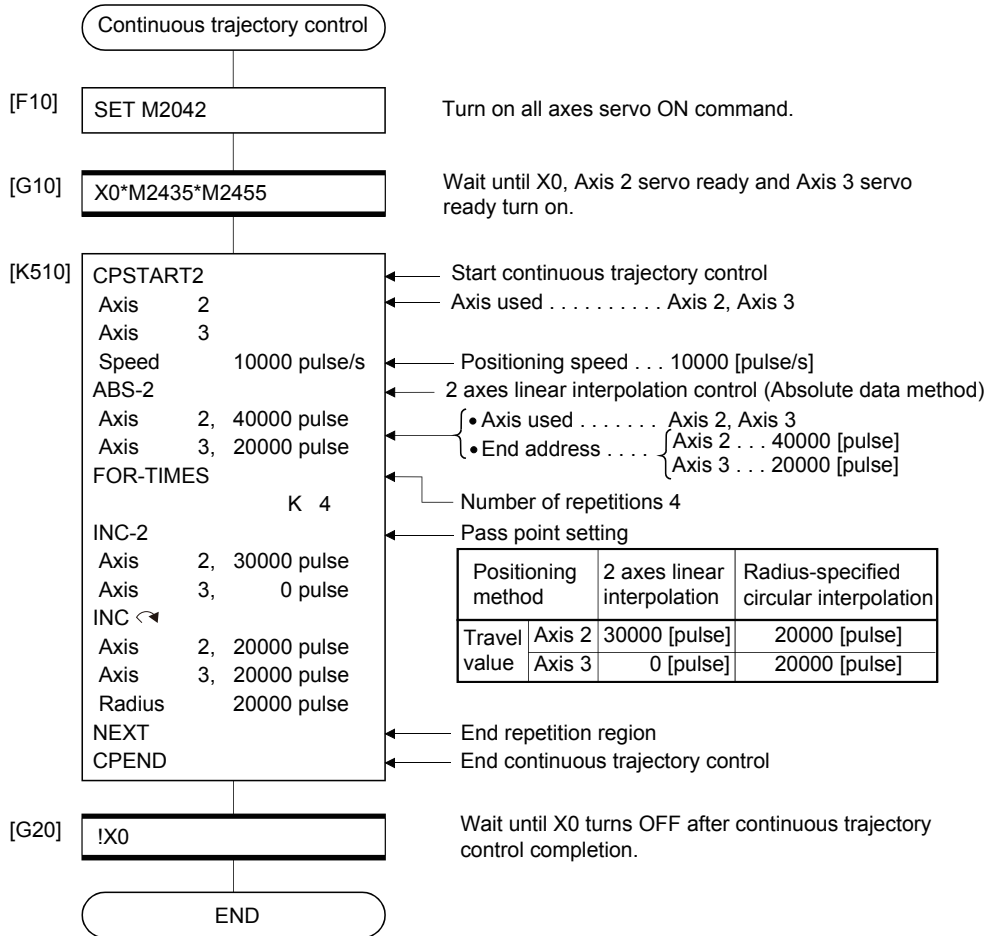 Continuous trajectory control
[F10] SET M2042 Turn on all axes servo ON command.
[G10] X0*M2435*M2455 Wait until X0, Axis 2 servo ready and Axis 3 servo
ready turn on.
[K510] CPSTART2 Start continuous trajectory control
Axis 2 Axis used . . . . . . . . . . Axis 2, Axis 3
Axis 3
Speed 10000 pulse/s Positioning speed . . . 10000 [pulse/s]
ABS-2 2 axes linear interpolation control (Absolute data method)
Axis 2, 40000 pulse • Axis used . . . . . . . Axis 2, Axis 3
Axis 3, 20000 pulse • End address . . . . Axis 2 . . . 40000 [pulse]
Axis 3 . . . 20000 [pulse]
FOR-TIMES
K 4 Number of repetitions 4
INC-2 Pass point setting
Axis 2, 30000 pulse
Axis 3, 0 pulse
INC
Axis 2, 20000 pulse
Axis 3, 20000 pulse
Radius 20000 pulse
Positioning method 2 axes linear interpolation Radius-specified circular interpolation
Travel value Axis 2 30000 [pulse] 20000 [pulse]
Axis 3 0 [pulse] 20000 [pulse]
NEXT End repetition region
CPEND End continuous trajectory control
[G20] !X0 Wait until X0 turns OFF after continuous trajectory
control completion.
END